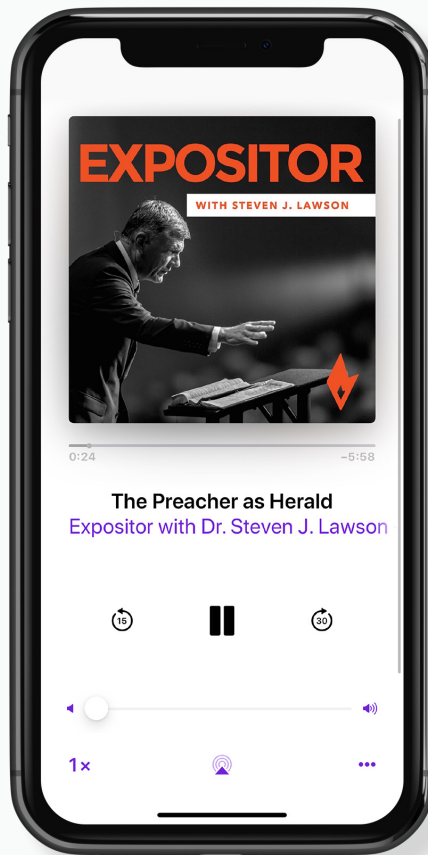 EXPOSITOR
WITH STEVEN J. LAWSON
0:24
–5:58
The Preacher as Herald
Expositor with Dr. Steven J. Lawson
15
30
1×